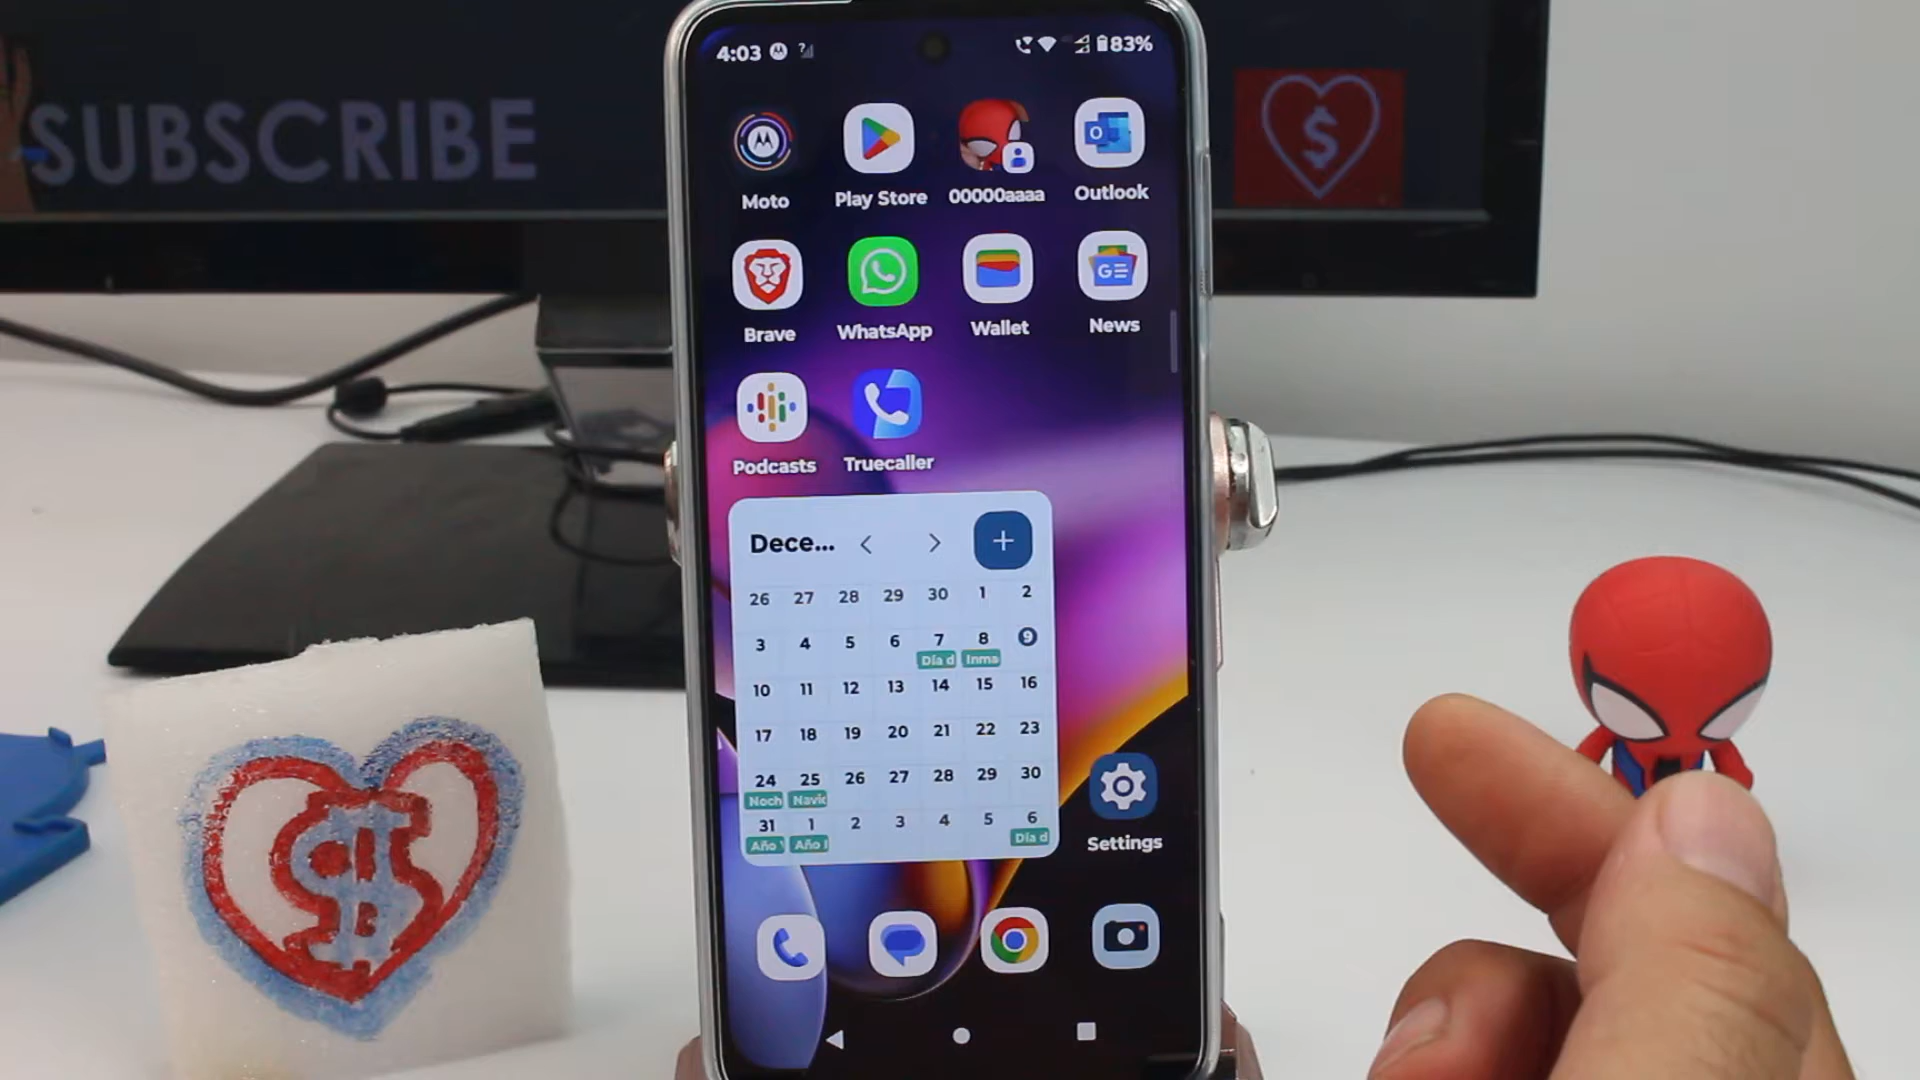 SUBSCRIBE
$
4:03
83%
Moto
Play Store
00000aaaa
Outlook
Brave
WhatsApp
Wallet
News
Podcasts
Truecaller
Dece...
26 27 28 29 30 1 2
3 4 5 6 7 8 9
Día d Inma
10 11 12 13 14 15 16
17 18 19 20 21 22 23
24 25 26 27 28 29 30
Noch Navid
31 1 2 3 4 5 6
Año Año Día d
Settings
$